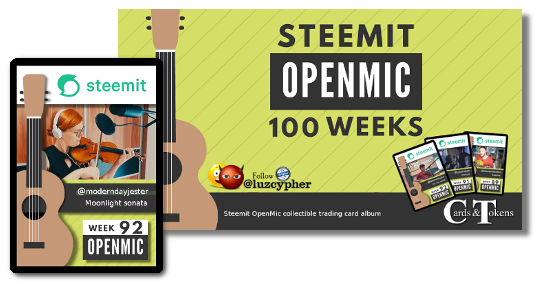 STEEMIT
OPENMIC
100 WEEKS
Follow
@luzcypher
Steemit OpenMic collectible trading card album
Cards & Tokens
steemit
@moderndayjester
Moonlight sonata
WEEK 92
OPENMIC